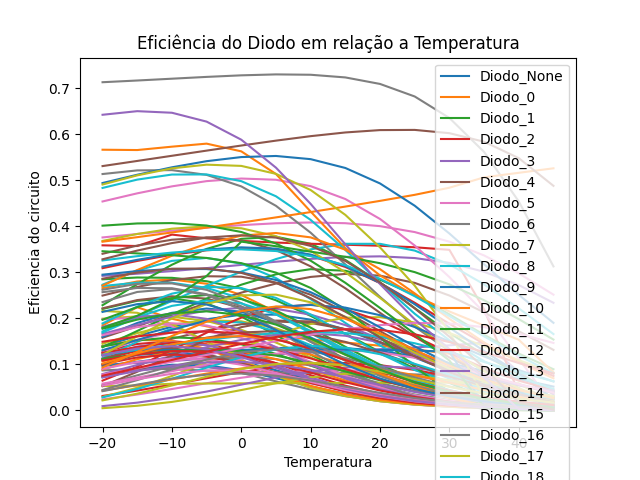 Eficiência do Diodo em relação a Temperatura
Eficiencia do circuito
0.7
0.6
0.5
0.4
0.3
0.2
0.1
0.0
−20
−10
0
10
20
30
40
Temperatura
Diodo_None
Diodo_0
Diodo_1
Diodo_2
Diodo_3
Diodo_4
Diodo_5
Diodo_6
Diodo_7
Diodo_8
Diodo_9
Diodo_10
Diodo_11
Diodo_12
Diodo_13
Diodo_14
Diodo_15
Diodo_16
Diodo_17
Diodo_18